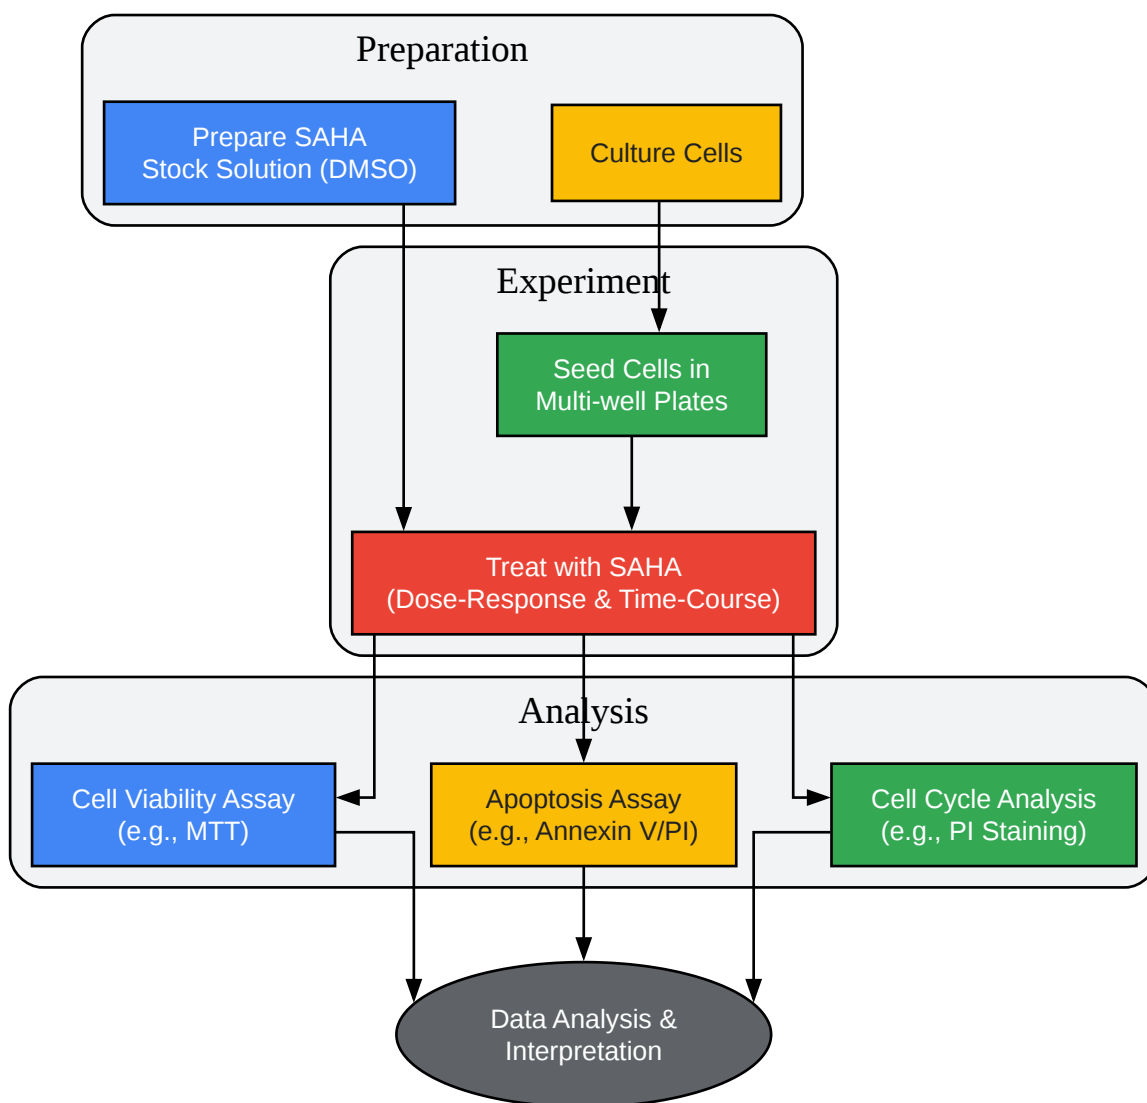 Preparation
Prepare SAHA
Stock Solution (DMSO)
Culture Cells
Experiment
Seed Cells in
Multi-well Plates
Treat with SAHA
(Dose-Response & Time-Course)
Analysis
Cell Viability Assay
(e.g., MTT)
Apoptosis Assay
(e.g., Annexin V/PI)
Cell Cycle Analysis
(e.g., PI Staining)
Data Analysis &
Interpretation